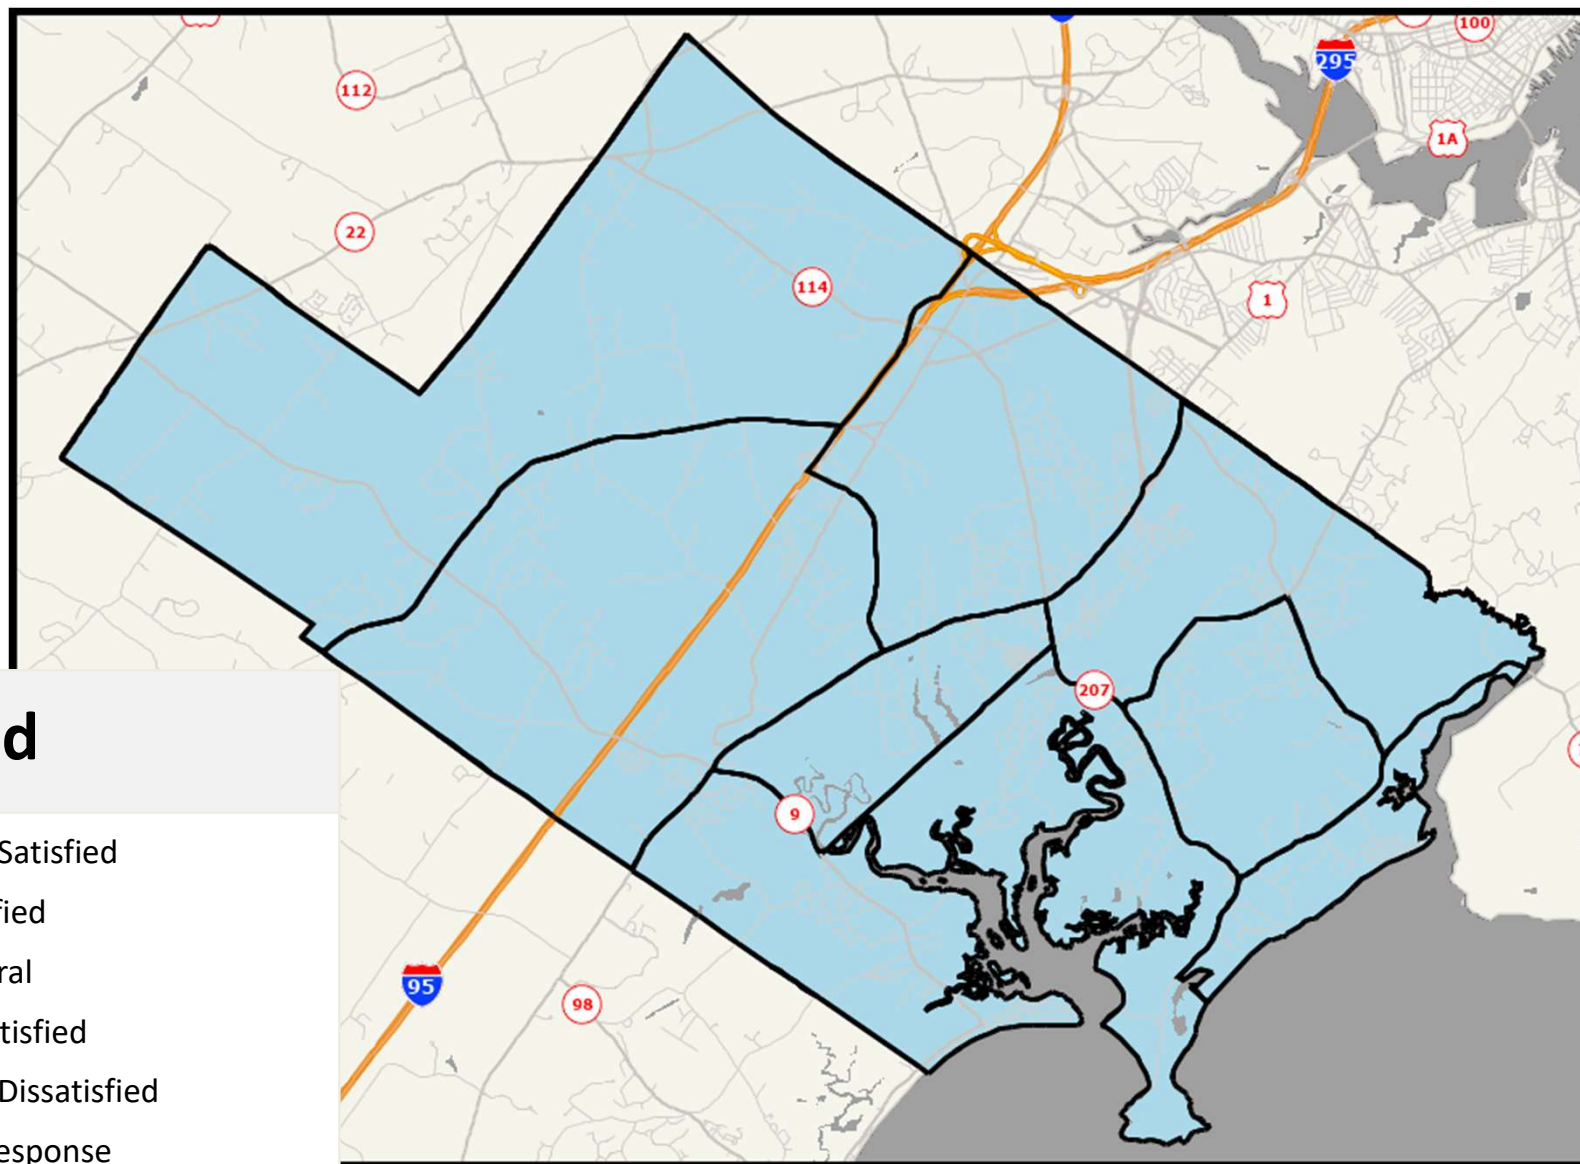 100
295
112
1A
22
114
1
207
d
9
Satisfied
fied
ral
95
98
tisfied
Dissatisfied
esponse